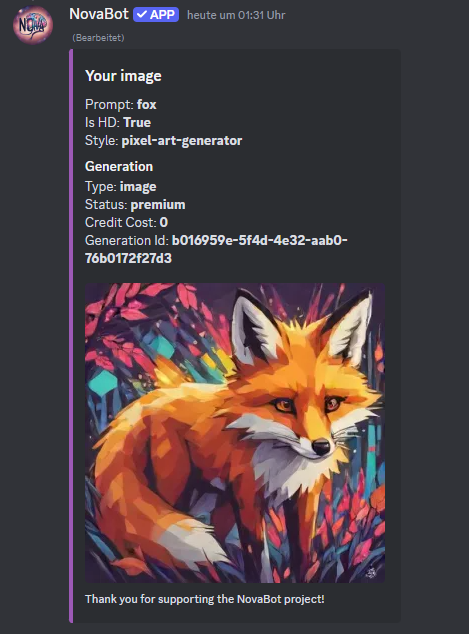 NOVA
NovaBot ✓ APP heute um 01:31 Uhr
(Bearbeitet)
Your image
Prompt: fox
Is HD: True
Style: pixel-art-generator
Generation
Type: image
Status: premium
Credit Cost: 0
Generation Id: b016959e-5f4d-4e32-aab0-
76b0172f27d3
Thank you for supporting the NovaBot project!